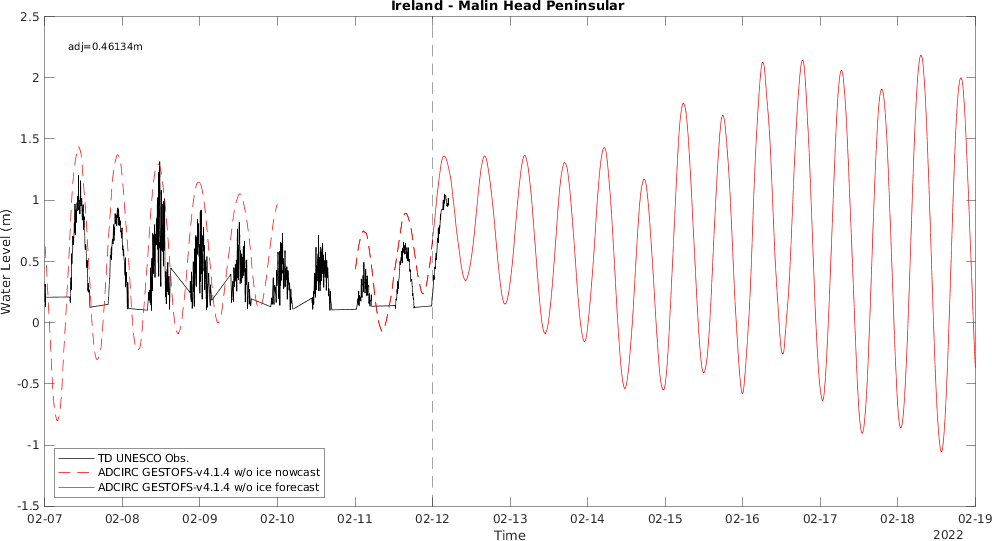 Ireland - Malin Head Peninsular
adj=0.46134m
Water Level (m)
2.5
2
1.5
1
0.5
0
-0.5
-1
-1.5
TD UNESCO Obs.
ADCIRC GESTOFS-v4.1.4 w/o ice nowcast
ADCIRC GESTOFS-v4.1.4 w/o ice forecast
02-07 02-08 02-09 02-10 02-11 02-12 02-13 02-14 02-15 02-16 02-17 02-18 02-19
Time
2022